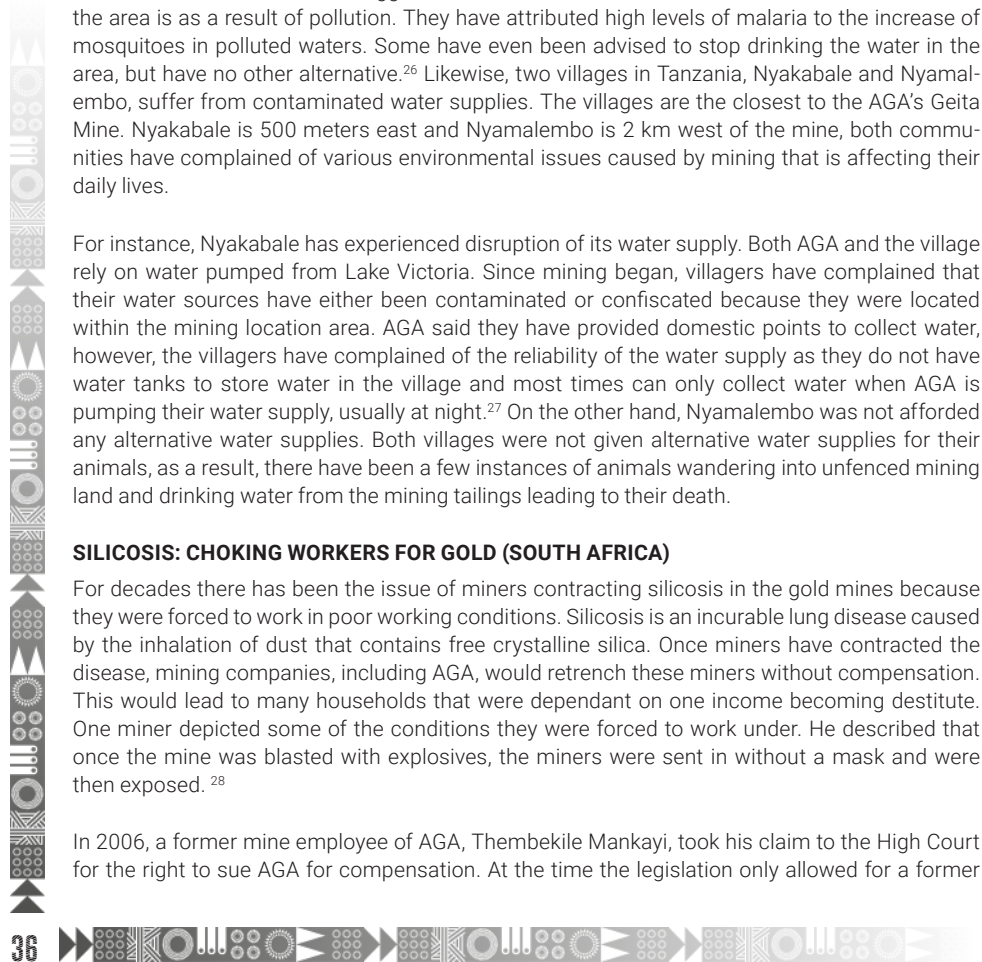 the area is as a result of pollution. They have attributed high levels of malaria to the increase of
mosquitoes in polluted waters. Some have even been advised to stop drinking the water in the
area, but have no other alternative.26 Likewise, two villages in Tanzania, Nyakabale and Nyamal-
embo, suffer from contaminated water supplies. The villages are the closest to the AGA’s Geita
Mine. Nyakabale is 500 meters east and Nyamalembo is 2 km west of the mine, both commu-
nities have complained of various environmental issues caused by mining that is affecting their
daily lives.
For instance, Nyakabale has experienced disruption of its water supply. Both AGA and the village
rely on water pumped from Lake Victoria. Since mining began, villagers have complained that
their water sources have either been contaminated or confiscated because they were located
within the mining location area. AGA said they have provided domestic points to collect water,
however, the villagers have complained of the reliability of the water supply as they do not have
water tanks to store water in the village and most times can only collect water when AGA is
pumping their water supply, usually at night.27 On the other hand, Nyamalembo was not afforded
any alternative water supplies. Both villages were not given alternative water supplies for their
animals, as a result, there have been a few instances of animals wandering into unfenced mining
land and drinking water from the mining tailings leading to their death.
SILICOSIS: CHOKING WORKERS FOR GOLD (SOUTH AFRICA)
For decades there has been the issue of miners contracting silicosis in the gold mines because
they were forced to work in poor working conditions. Silicosis is an incurable lung disease caused
by the inhalation of dust that contains free crystalline silica. Once miners have contracted the
disease, mining companies, including AGA, would retrench these miners without compensation.
This would lead to many households that were dependant on one income becoming destitute.
One miner depicted some of the conditions they were forced to work under. He described that
once the mine was blasted with explosives, the miners were sent in without a mask and were
then exposed. 28
In 2006, a former mine employee of AGA, Thembekile Mankayi, took his claim to the High Court
for the right to sue AGA for compensation. At the time the legislation only allowed for a former
36